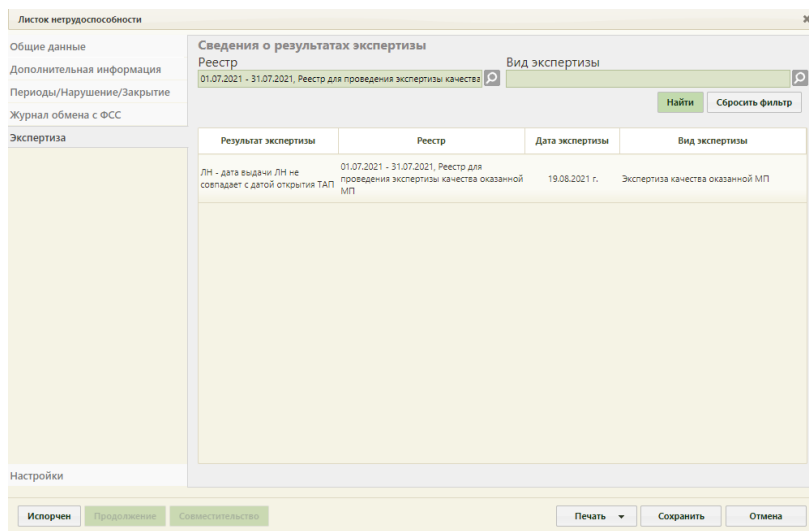 Листок нетрудоспособности
Общие данные
Дополнительная информация
Периоды/Нарушение/Закрытие
Журнал обмена с ФСС
Экспертиза
Настройки
Сведения о результатах экспертизы
Реестр
Вид экспертизы
01.07.2021 - 31.07.2021, Реестр для проведения экспертизы качества
Найти
Сбросить фильтр
Результат экспертизы
Реестр
Дата экспертизы
Вид экспертизы
ЛН - дата выдачи ЛН не
совпадает с датой открытия ТАП
01.07.2021 - 31.07.2021, Реестр для
проведения экспертизы качества оказанной
МП
19.08.2021 г.
Экспертиза качества оказанной МП
Испорчен
Продолжение
Совместительство
Печать
Сохранить
Отмена